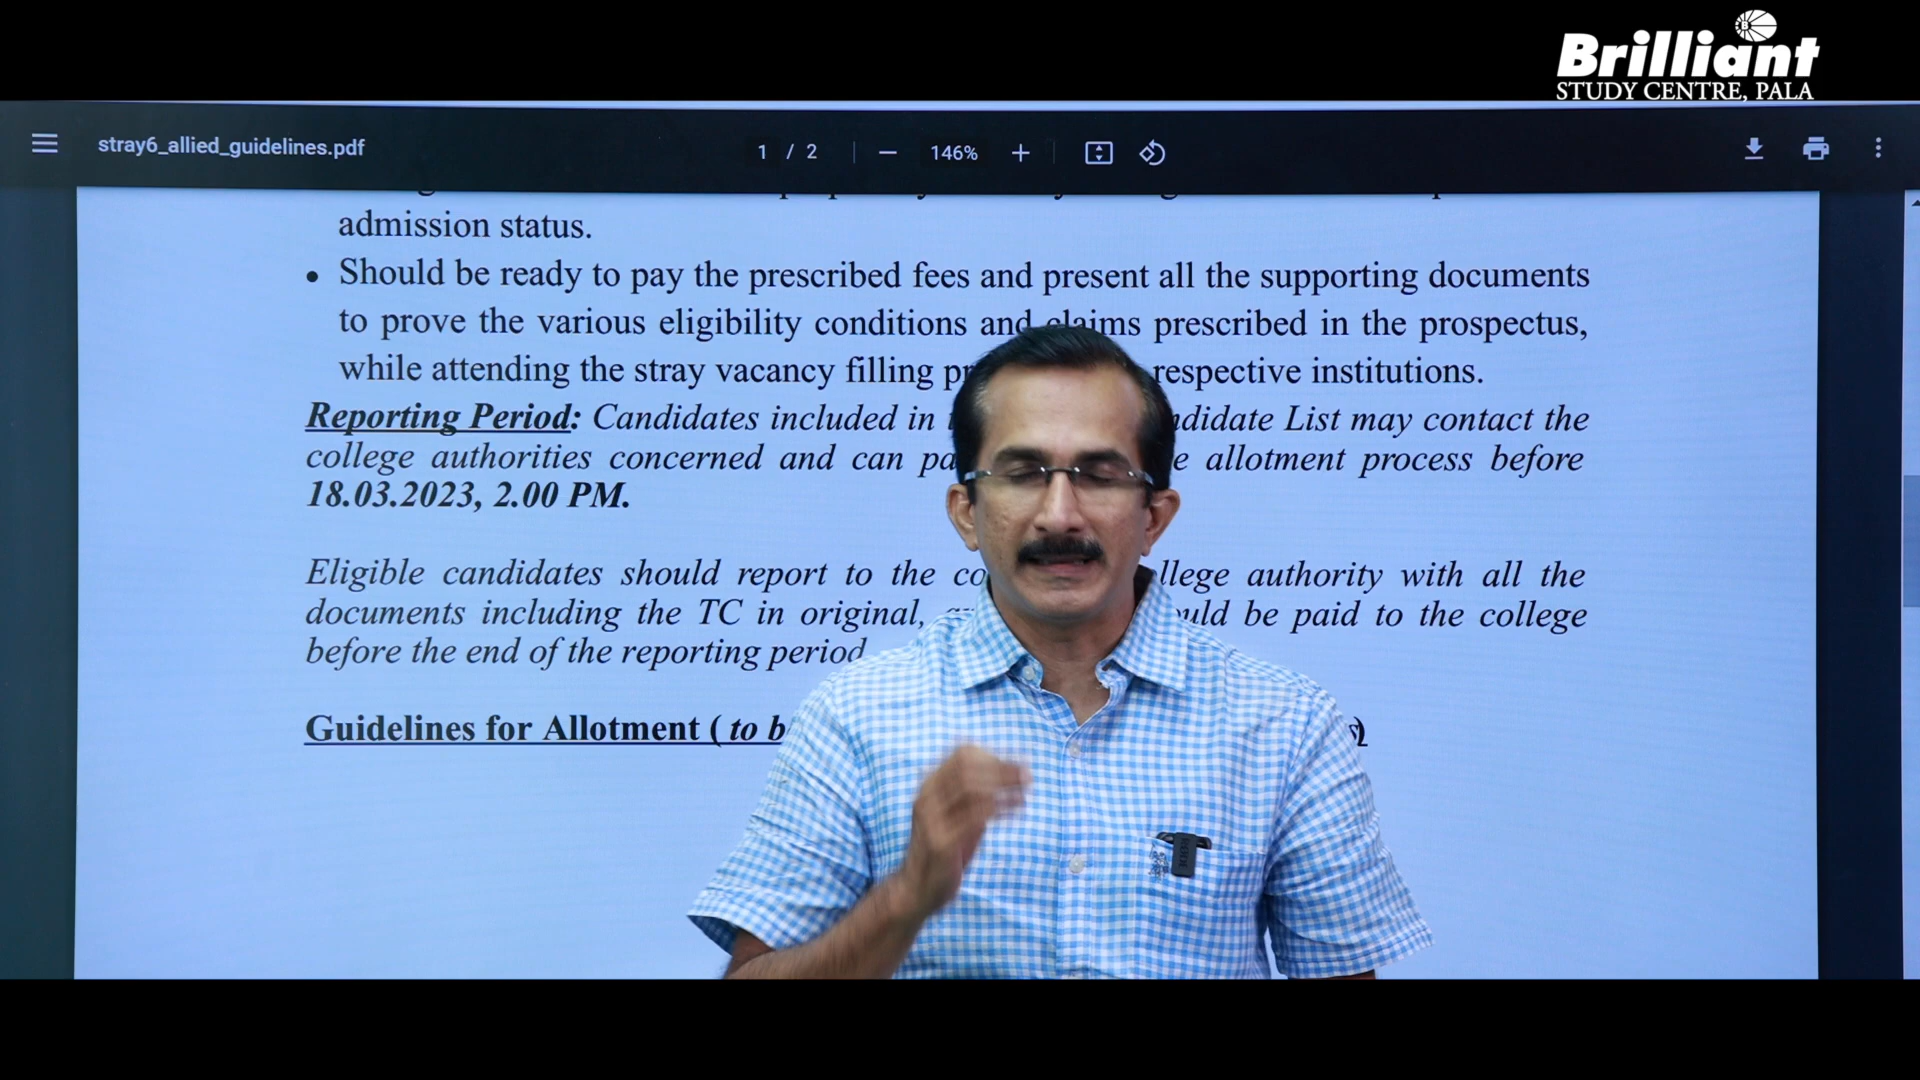 Brilliant
STUDY CENTRE, PALA
stray6_allied_guidelines.pdf
1 / 2
146%
admission status.
• Should be ready to pay the prescribed fees and present all the supporting documents
to prove the various eligibility conditions and claims prescribed in the prospectus,
while attending the stray vacancy filling respective institutions.
Reporting Period: Candidates included in List may contact the
college authorities concerned and can allotment process before
18.03.2023, 2.00 PM.
Eligible candidates should report to the authority with all the
documents including the TC in original, be paid to the college
before the end of the reporting period
Guidelines for Allotment ( to )